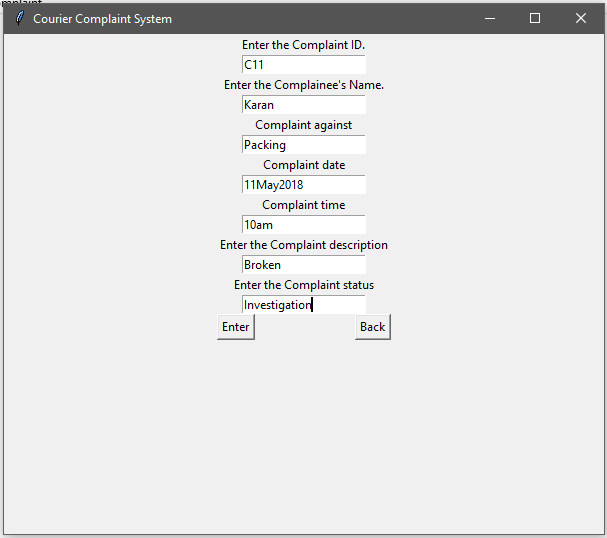 Courier Complaint System
Enter the Complaint ID.
C11
Enter the Complainee's Name.
Karan
Complaint against
Packing
Complaint date
11May2018
Complaint time
10am
Enter the Complaint description
Broken
Enter the Complaint status
Investigation
Enter Back